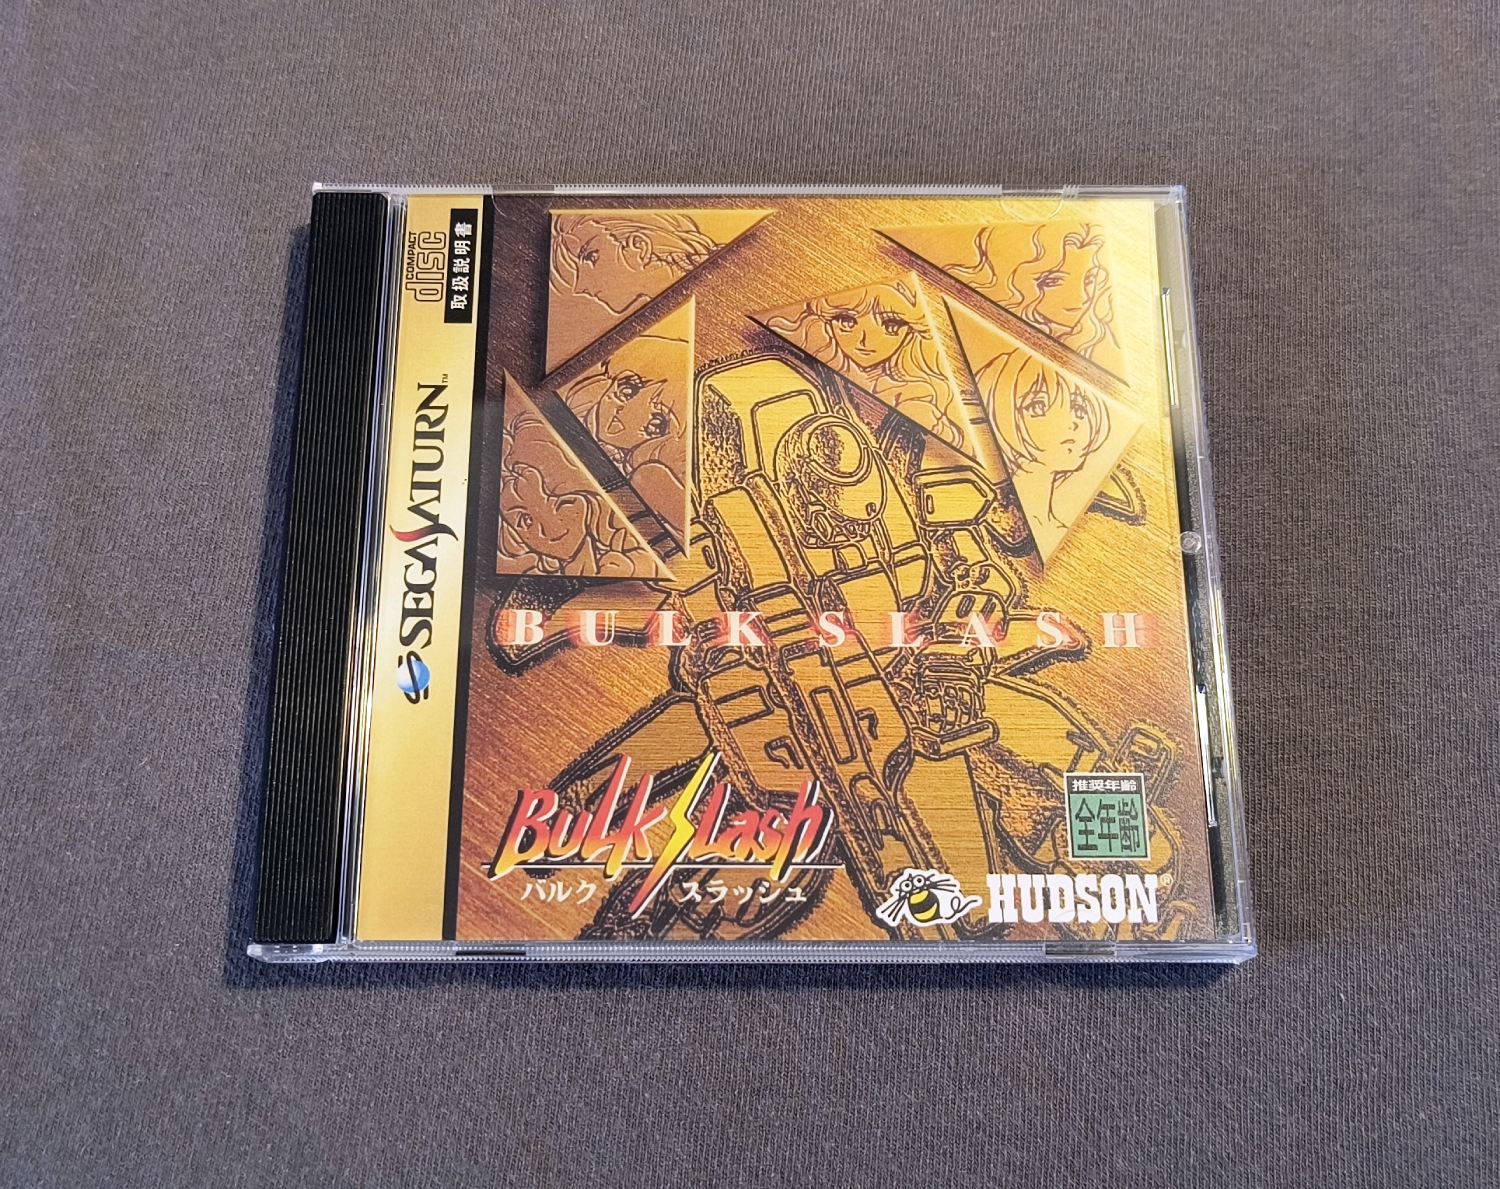 COMPACT
disc
取扱説明書
SEGA SATURN™
BULK SLASH
Bulk Slash
バルク スラッシュ
推奨年齢
全年齢
HUDSON®